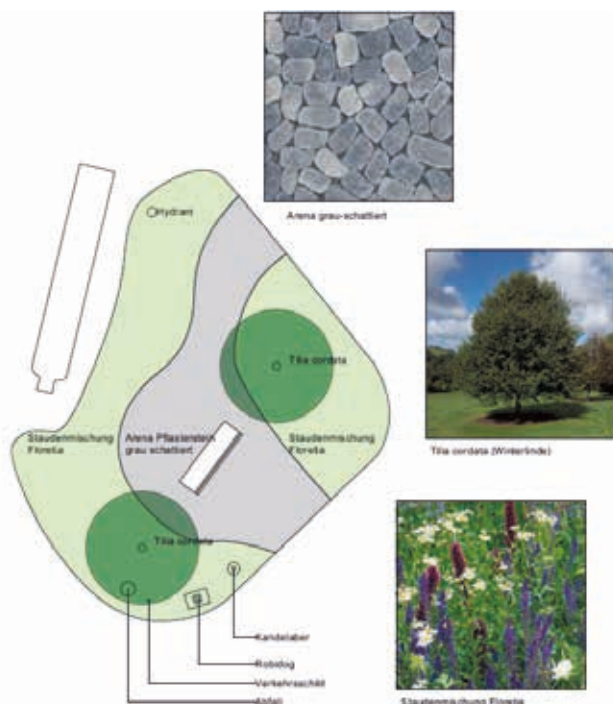 Arena grau-schattiert
Hydrant
Tilia cordata
Staudenmischung
Floretia
Arena Pflasterstein
grau schattiert
Staudenmischung
Floretia
Tilia cordata (Winterlinde)
Tilia cordata
Kandelaber
Robidog
Verkehrsschild
Abfall
Staudenmischung Floretia